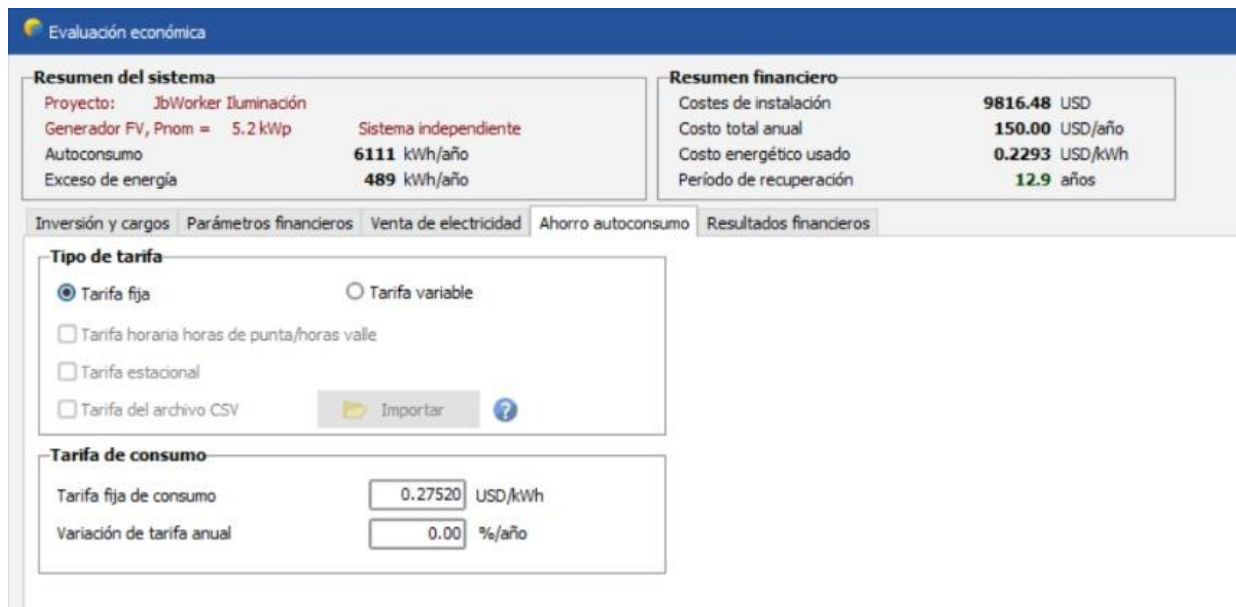 Evaluación económica
Resumen del sistema
Proyecto: JbWorker Iluminación
Generador FV, Pnom = 5.2 kWp Sistema independiente
Autoconsumo 6111 kWh/año
Exceso de energía 489 kWh/año
Resumen financiero
Costes de instalación 9816.48 USD
Costo total anual 150.00 USD/año
Costo energético usado 0.2293 USD/kWh
Período de recuperación 12.9 años
Inversión y cargos Parámetros financieros Venta de electricidad Ahorro autoconsumo Resultados financieros
Tipo de tarifa
Tarifa fija Tarifa variable
Tarifa horaria horas de punta/horas valle
Tarifa estacional
Tarifa del archivo CSV Importar ?
Tarifa de consumo
Tarifa fija de consumo 0.27520 USD/kWh
Variación de tarifa anual 0.00 %/año